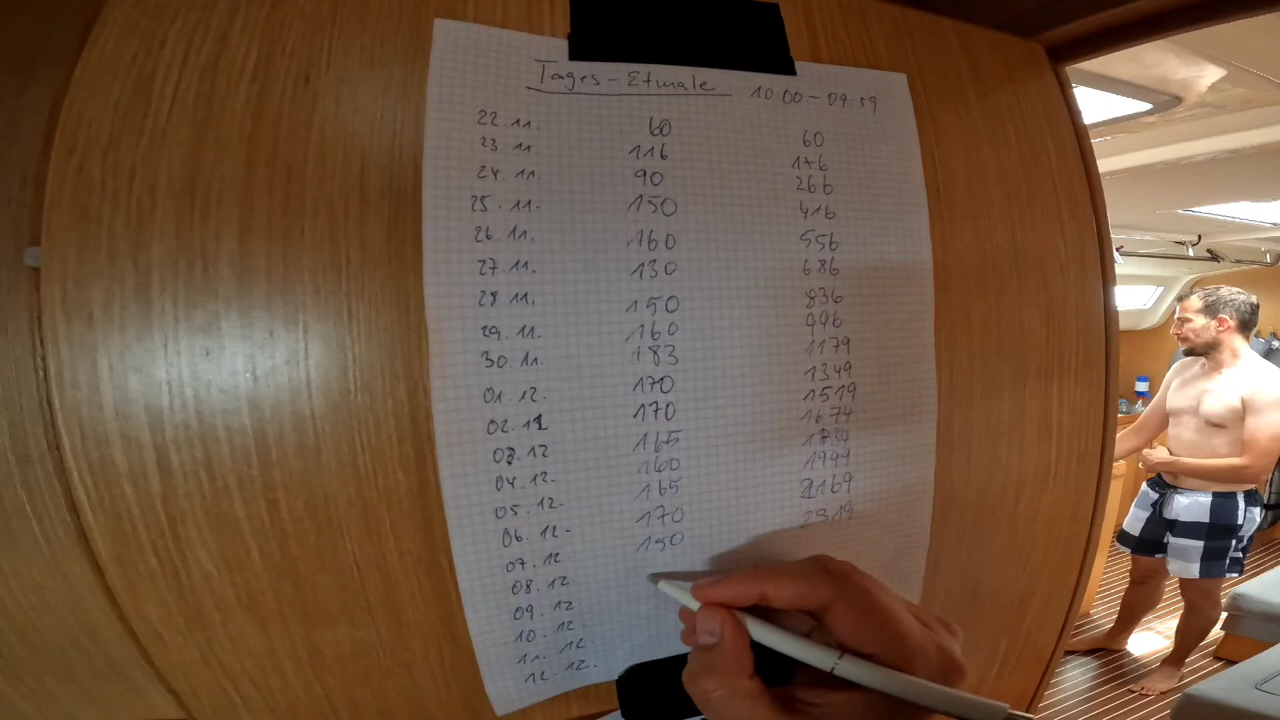 Tages-Etmale 10:00-09:59
22.11. 60 60
23.11 116 176
24.11. 90 266
25.11. 150 416
26.11. 160 556
27.11. 130 686
28.11. 150 836
29.11. 160 996
30.11. 183 1179
01.12. 170 1349
02.12 170 1519
03.12 165 1674
04.12. 160
05.12. 165 1999
06.12. 170 2169
07.12 150 2319
08.12.
09.12
10.12.
11.12.
12.12.